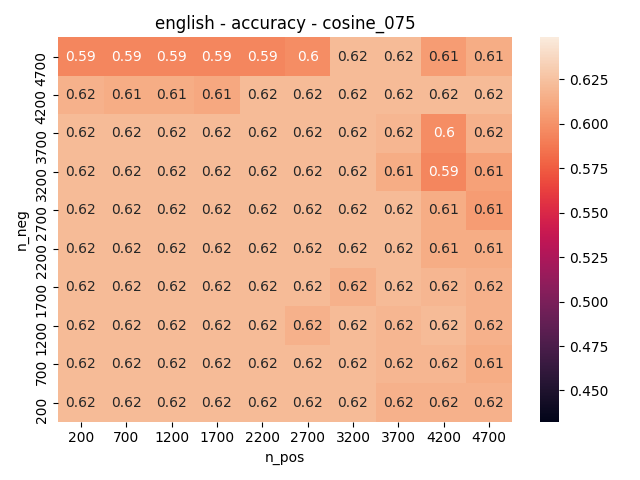 english - accuracy - cosine_075
n_neg
4700 0.59 0.59 0.59 0.59 0.59 0.6 0.62 0.62 0.61 0.61
4200 0.62 0.61 0.61 0.61 0.62 0.62 0.62 0.62 0.62 0.62
3700 0.62 0.62 0.62 0.62 0.62 0.62 0.62 0.62 0.6 0.62
3200 0.62 0.62 0.62 0.62 0.62 0.62 0.62 0.61 0.59 0.61
2700 0.62 0.62 0.62 0.62 0.62 0.62 0.62 0.62 0.61 0.61
2200 0.62 0.62 0.62 0.62 0.62 0.62 0.62 0.62 0.61 0.61
1700 0.62 0.62 0.62 0.62 0.62 0.62 0.62 0.62 0.62 0.62
1200 0.62 0.62 0.62 0.62 0.62 0.62 0.62 0.62 0.62 0.62
700 0.62 0.62 0.62 0.62 0.62 0.62 0.62 0.62 0.62 0.61
200 0.62 0.62 0.62 0.62 0.62 0.62 0.62 0.62 0.62 0.62
200 700 1200 1700 2200 2700 3200 3700 4200 4700
n_pos
0.625
0.600
0.575
0.550
0.525
0.500
0.475
0.450